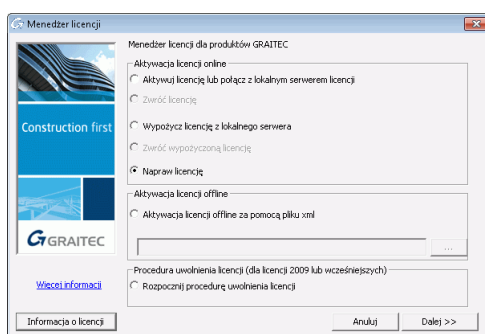 Menedżer licencji
Menedżer licencji dla produktów GRAITEC
Aktywacja licencji online
Aktywuj licencję lub połącz z lokalnym serwerem licencji
Zwróć licencję
Wypożycz licencję z lokalnego serwera
Zwróć wypożyczoną licencję
Napraw licencję
Construction first
GRAITEC
Aktywacja licencji offline
Aktywacja licencji offline za pomocą pliku xml
...
Więcej informacji
Procedura uwolnienia licencji (dla licencji 2009 lub wcześniejszych)
Rozpocznij procedurę uwolnienia licencji
Informacja o licencji
Anuluj
Dalej >>